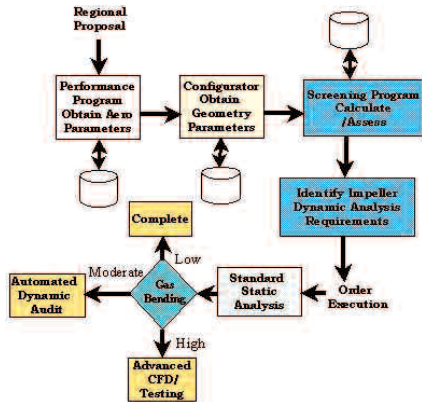 Regional
Proposal
Performance
Program
Obtain Aero
Parameters
Configurator
Obtain
Geometry
Parameters
Screening Program
Calculate
/Assess
Identify Impeller
Dynamic Analysis
Requirements
Order
Execution
Standard
Static
Analysis
Gas
Bending
Low
Complete
Moderate
Automated
Dynamic
Audit
High
Advanced
CFD/
Testing